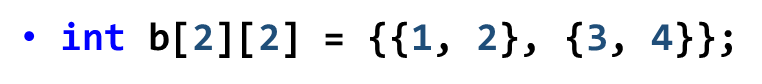 • int b[2][2] = {{1, 2}, {3, 4}};